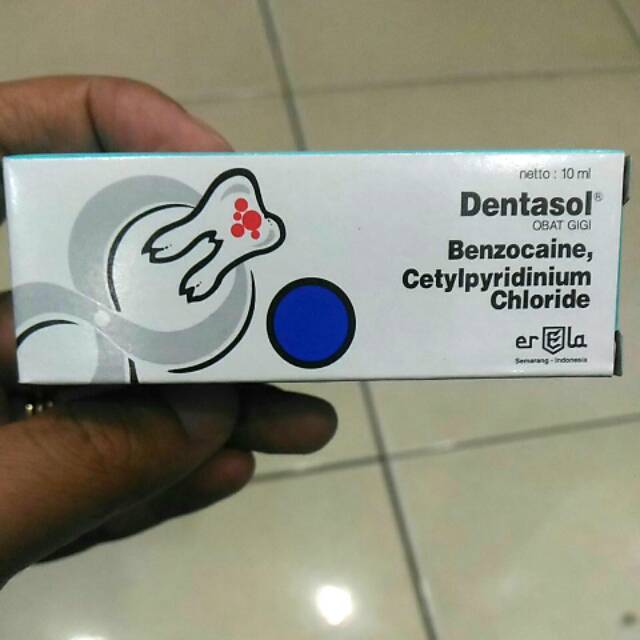 netto : 10 ml
Dentasol®
OBAT GIGI
Benzocaine,
Cetylpyridinium
Chloride
erela
Semarang - Indonesia